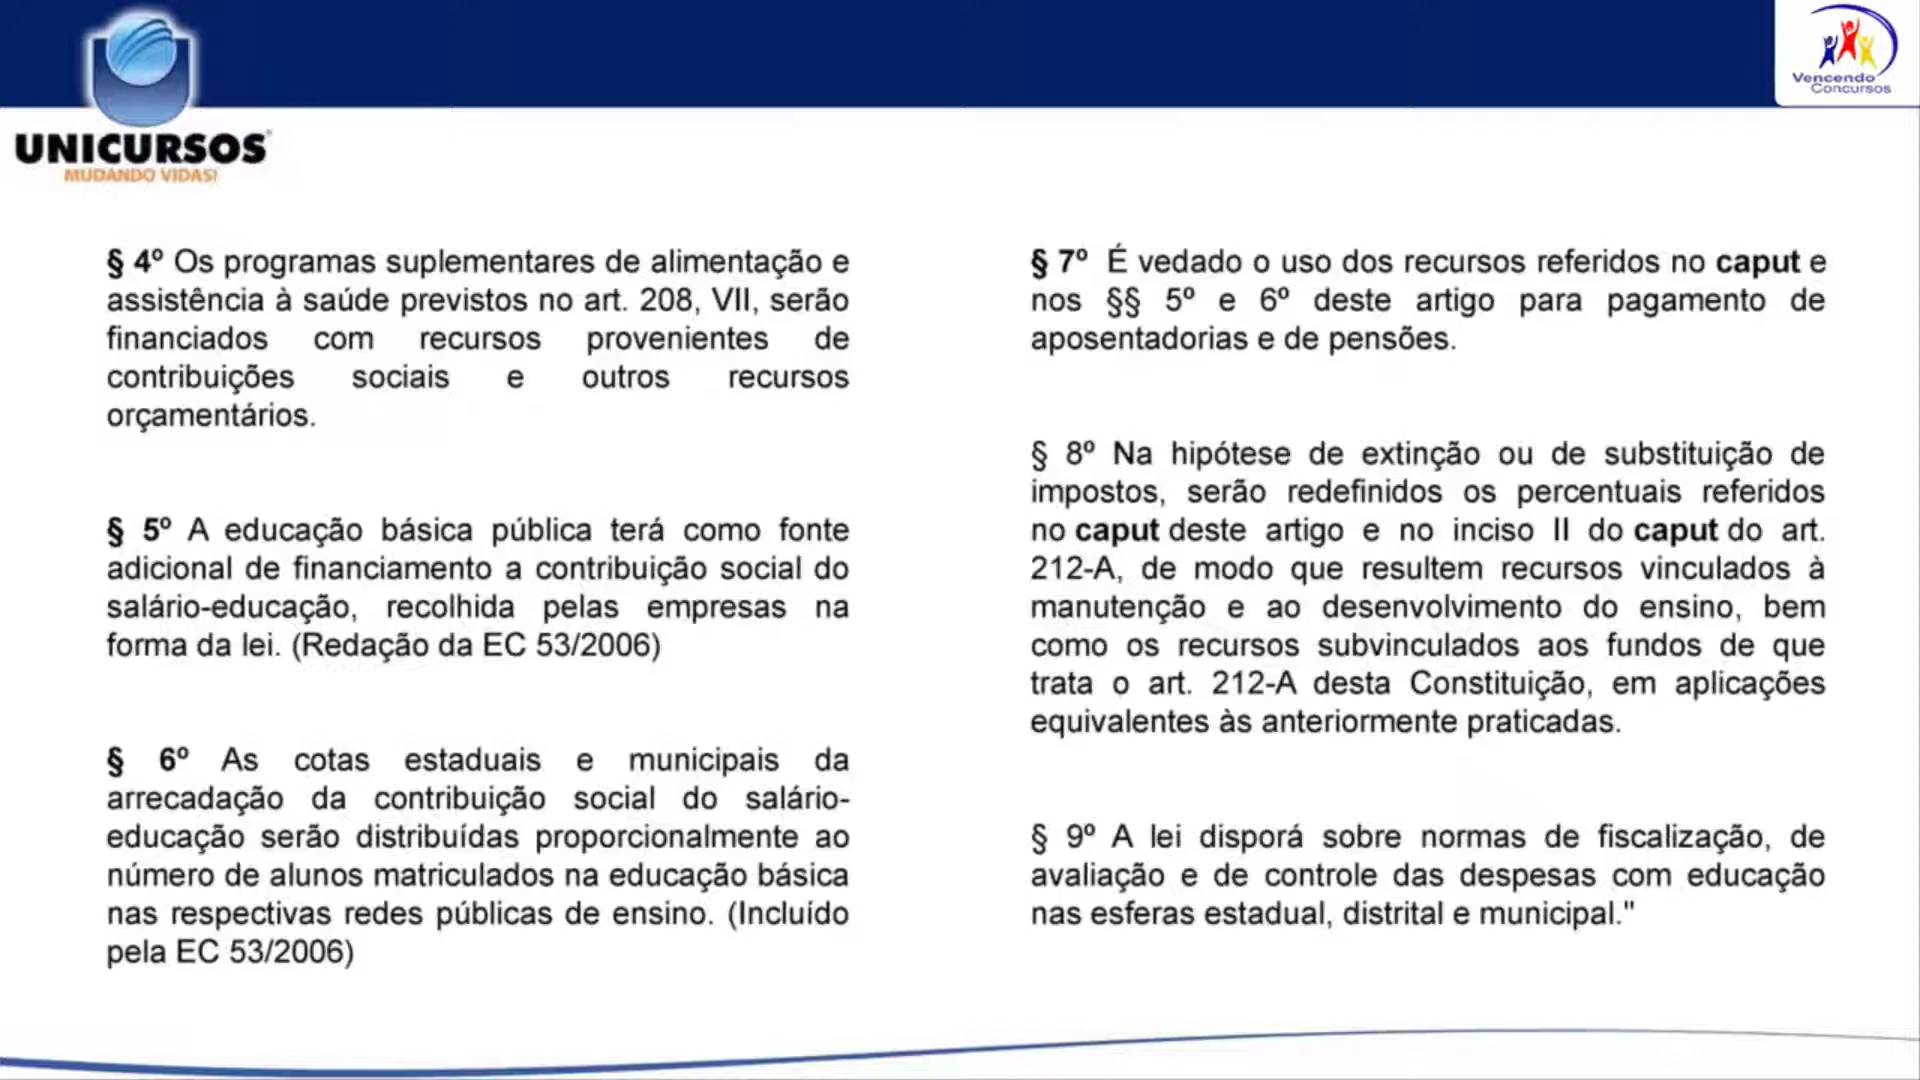 UNICURSOS
MUDANDO VIDAS!
Vencendo
Concursos
§ 4º Os programas suplementares de alimentação e
assistência à saúde previstos no art. 208, VII, serão
financiados com recursos provenientes de
contribuições sociais e outros recursos
orçamentários.
§ 5º A educação básica pública terá como fonte
adicional de financiamento a contribuição social do
salário-educação, recolhida pelas empresas na
forma da lei. (Redação da EC 53/2006)
§ 6º As cotas estaduais e municipais da
arrecadação da contribuição social do salário-
educação serão distribuídas proporcionalmente ao
número de alunos matriculados na educação básica
nas respectivas redes públicas de ensino. (Incluído
pela EC 53/2006)
§ 7º É vedado o uso dos recursos referidos no caput e
nos §§ 5º e 6º deste artigo para pagamento de
aposentadorias e de pensões.
§ 8º Na hipótese de extinção ou de substituição de
impostos, serão redefinidos os percentuais referidos
no caput deste artigo e no inciso II do caput do art.
212-A, de modo que resultem recursos vinculados à
manutenção e ao desenvolvimento do ensino, bem
como os recursos subvinculados aos fundos de que
trata o art. 212-A desta Constituição, em aplicações
equivalentes às anteriormente praticadas.
§ 9º A lei disporá sobre normas de fiscalização, de
avaliação e de controle das despesas com educação
nas esferas estadual, distrital e municipal."